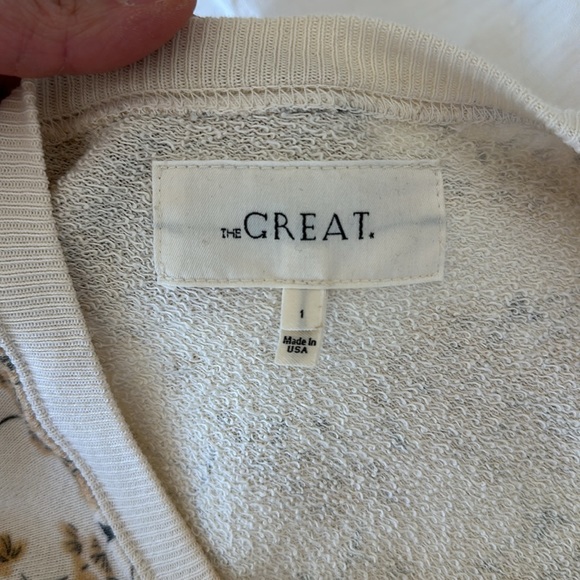 THE GREAT.
1
Made In
USA